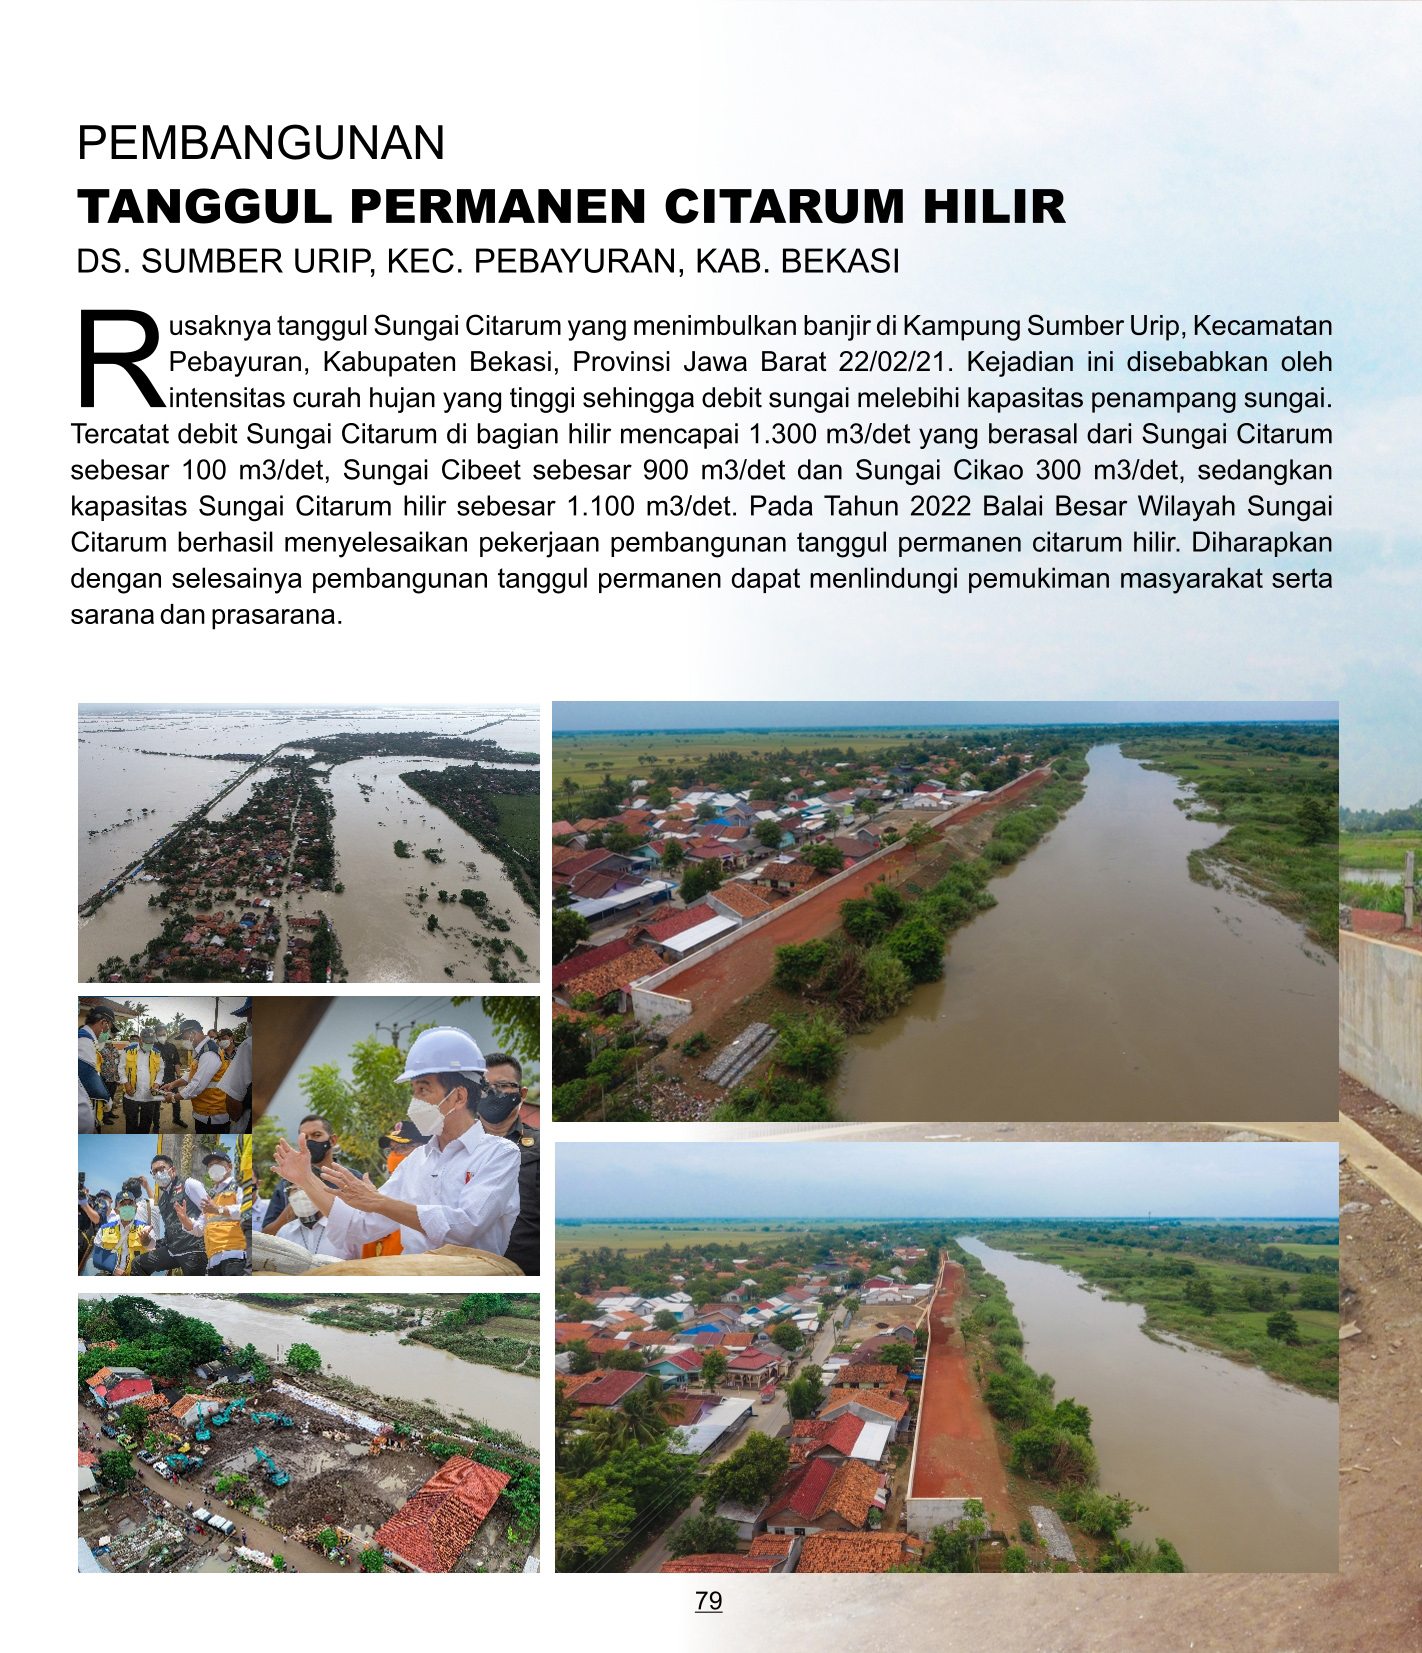 PEMBANGUNAN
TANGGUL PERMANEN CITARUM HILIR
DS. SUMBER URIP, KEC. PEBAYURAN, KAB. BEKASI
Rusaknya tanggul Sungai Citarum yang menimbulkan banjir di Kampung Sumber Urip, Kecamatan
Pebayuran, Kabupaten Bekasi, Provinsi Jawa Barat 22/02/21. Kejadian ini disebabkan oleh
intensitas curah hujan yang tinggi sehingga debit sungai melebihi kapasitas penampang sungai.
Tercatat debit Sungai Citarum di bagian hilir mencapai 1.300 m3/det yang berasal dari Sungai Citarum
sebesar 100 m3/det, Sungai Cibeet sebesar 900 m3/det dan Sungai Cikao 300 m3/det, sedangkan
kapasitas Sungai Citarum hilir sebesar 1.100 m3/det. Pada Tahun 2022 Balai Besar Wilayah Sungai
Citarum berhasil menyelesaikan pekerjaan pembangunan tanggul permanen citarum hilir. Diharapkan
dengan selesainya pembangunan tanggul permanen dapat menlindungi pemukiman masyarakat serta
sarana dan prasarana.
79